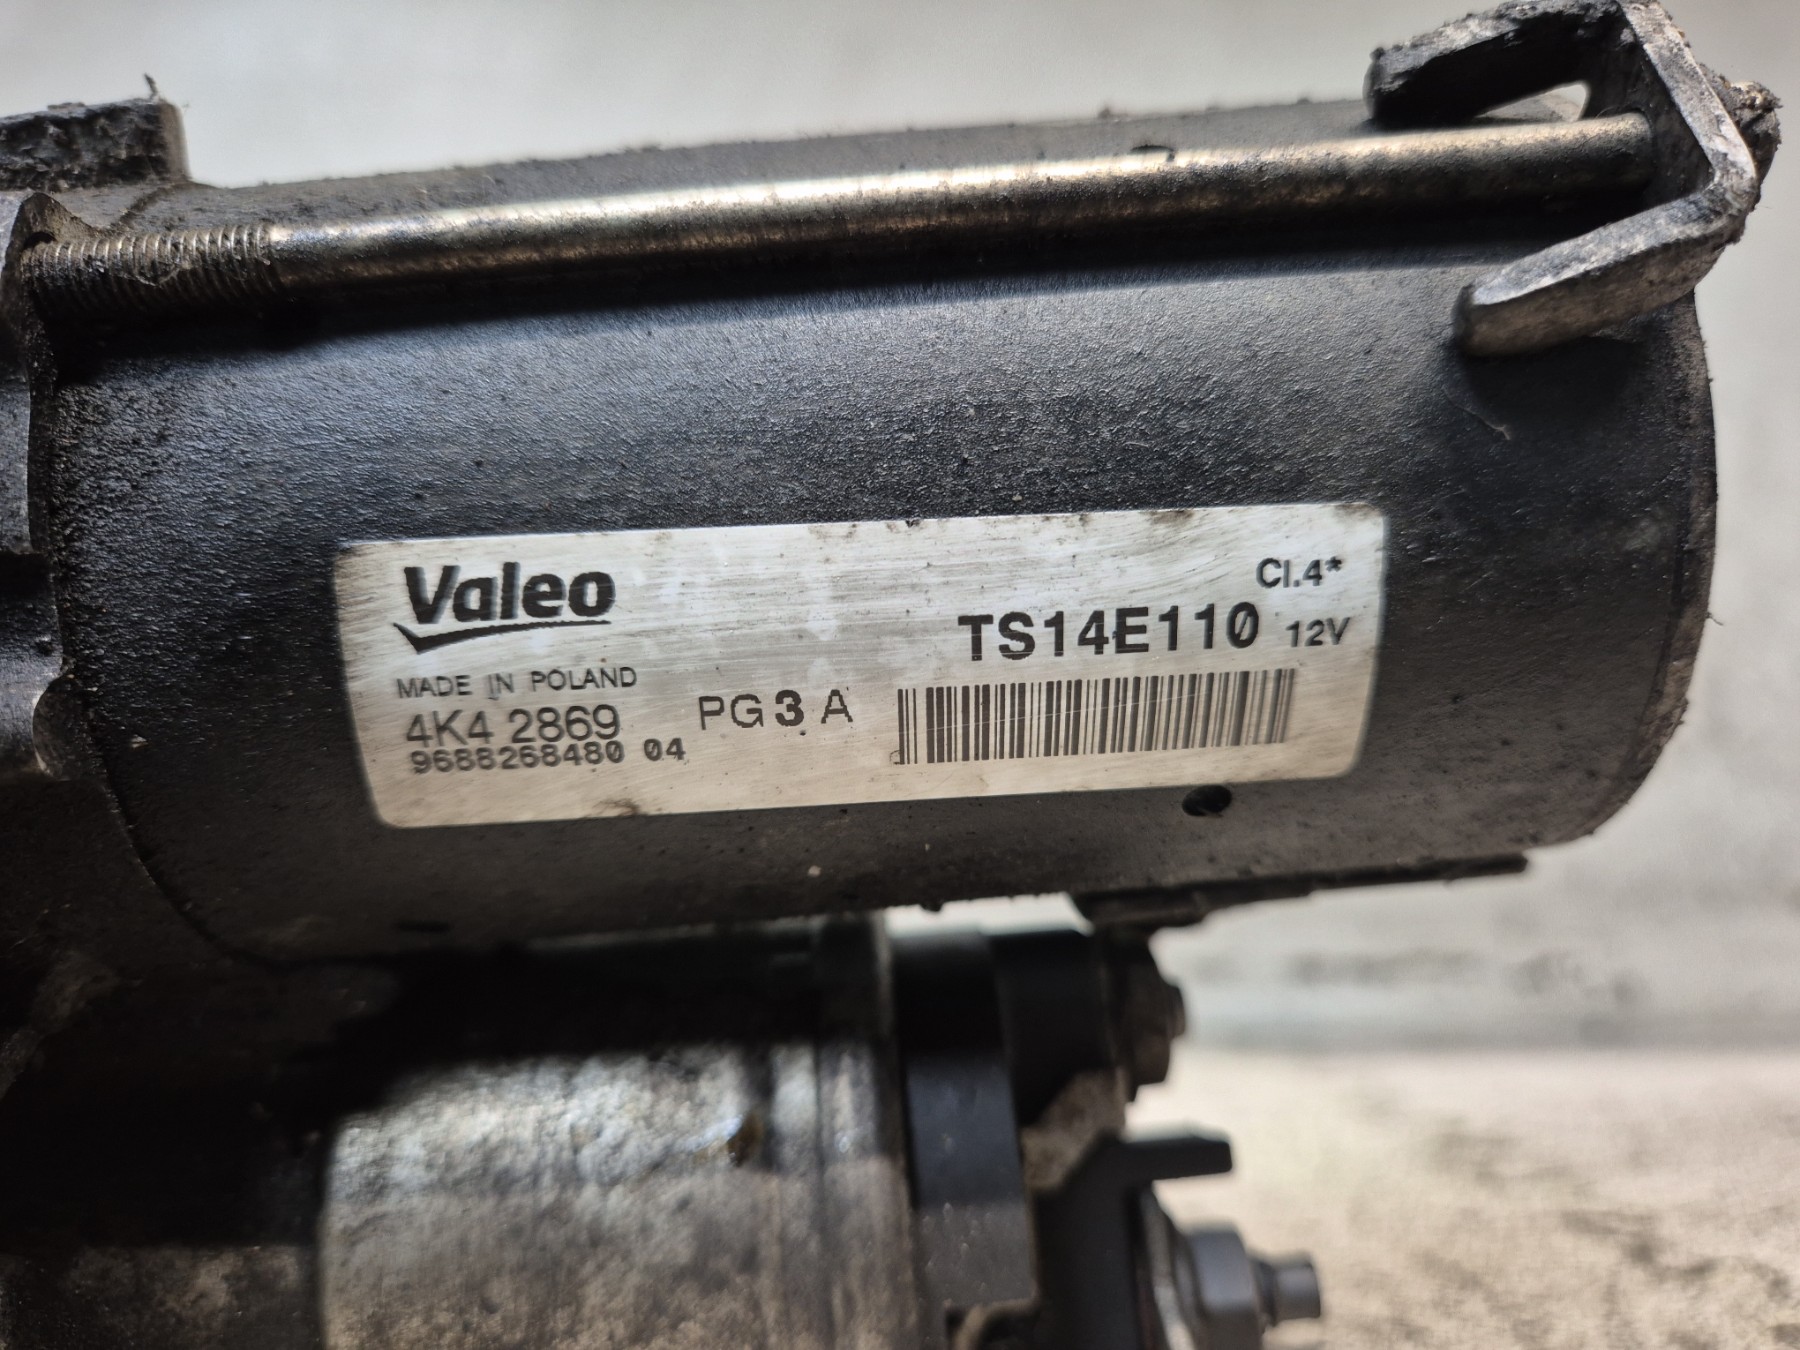 Valeo
Cl.4*
TS14E110 12V
MADE IN POLAND
4K4 2869
PG3A
9688268480 04